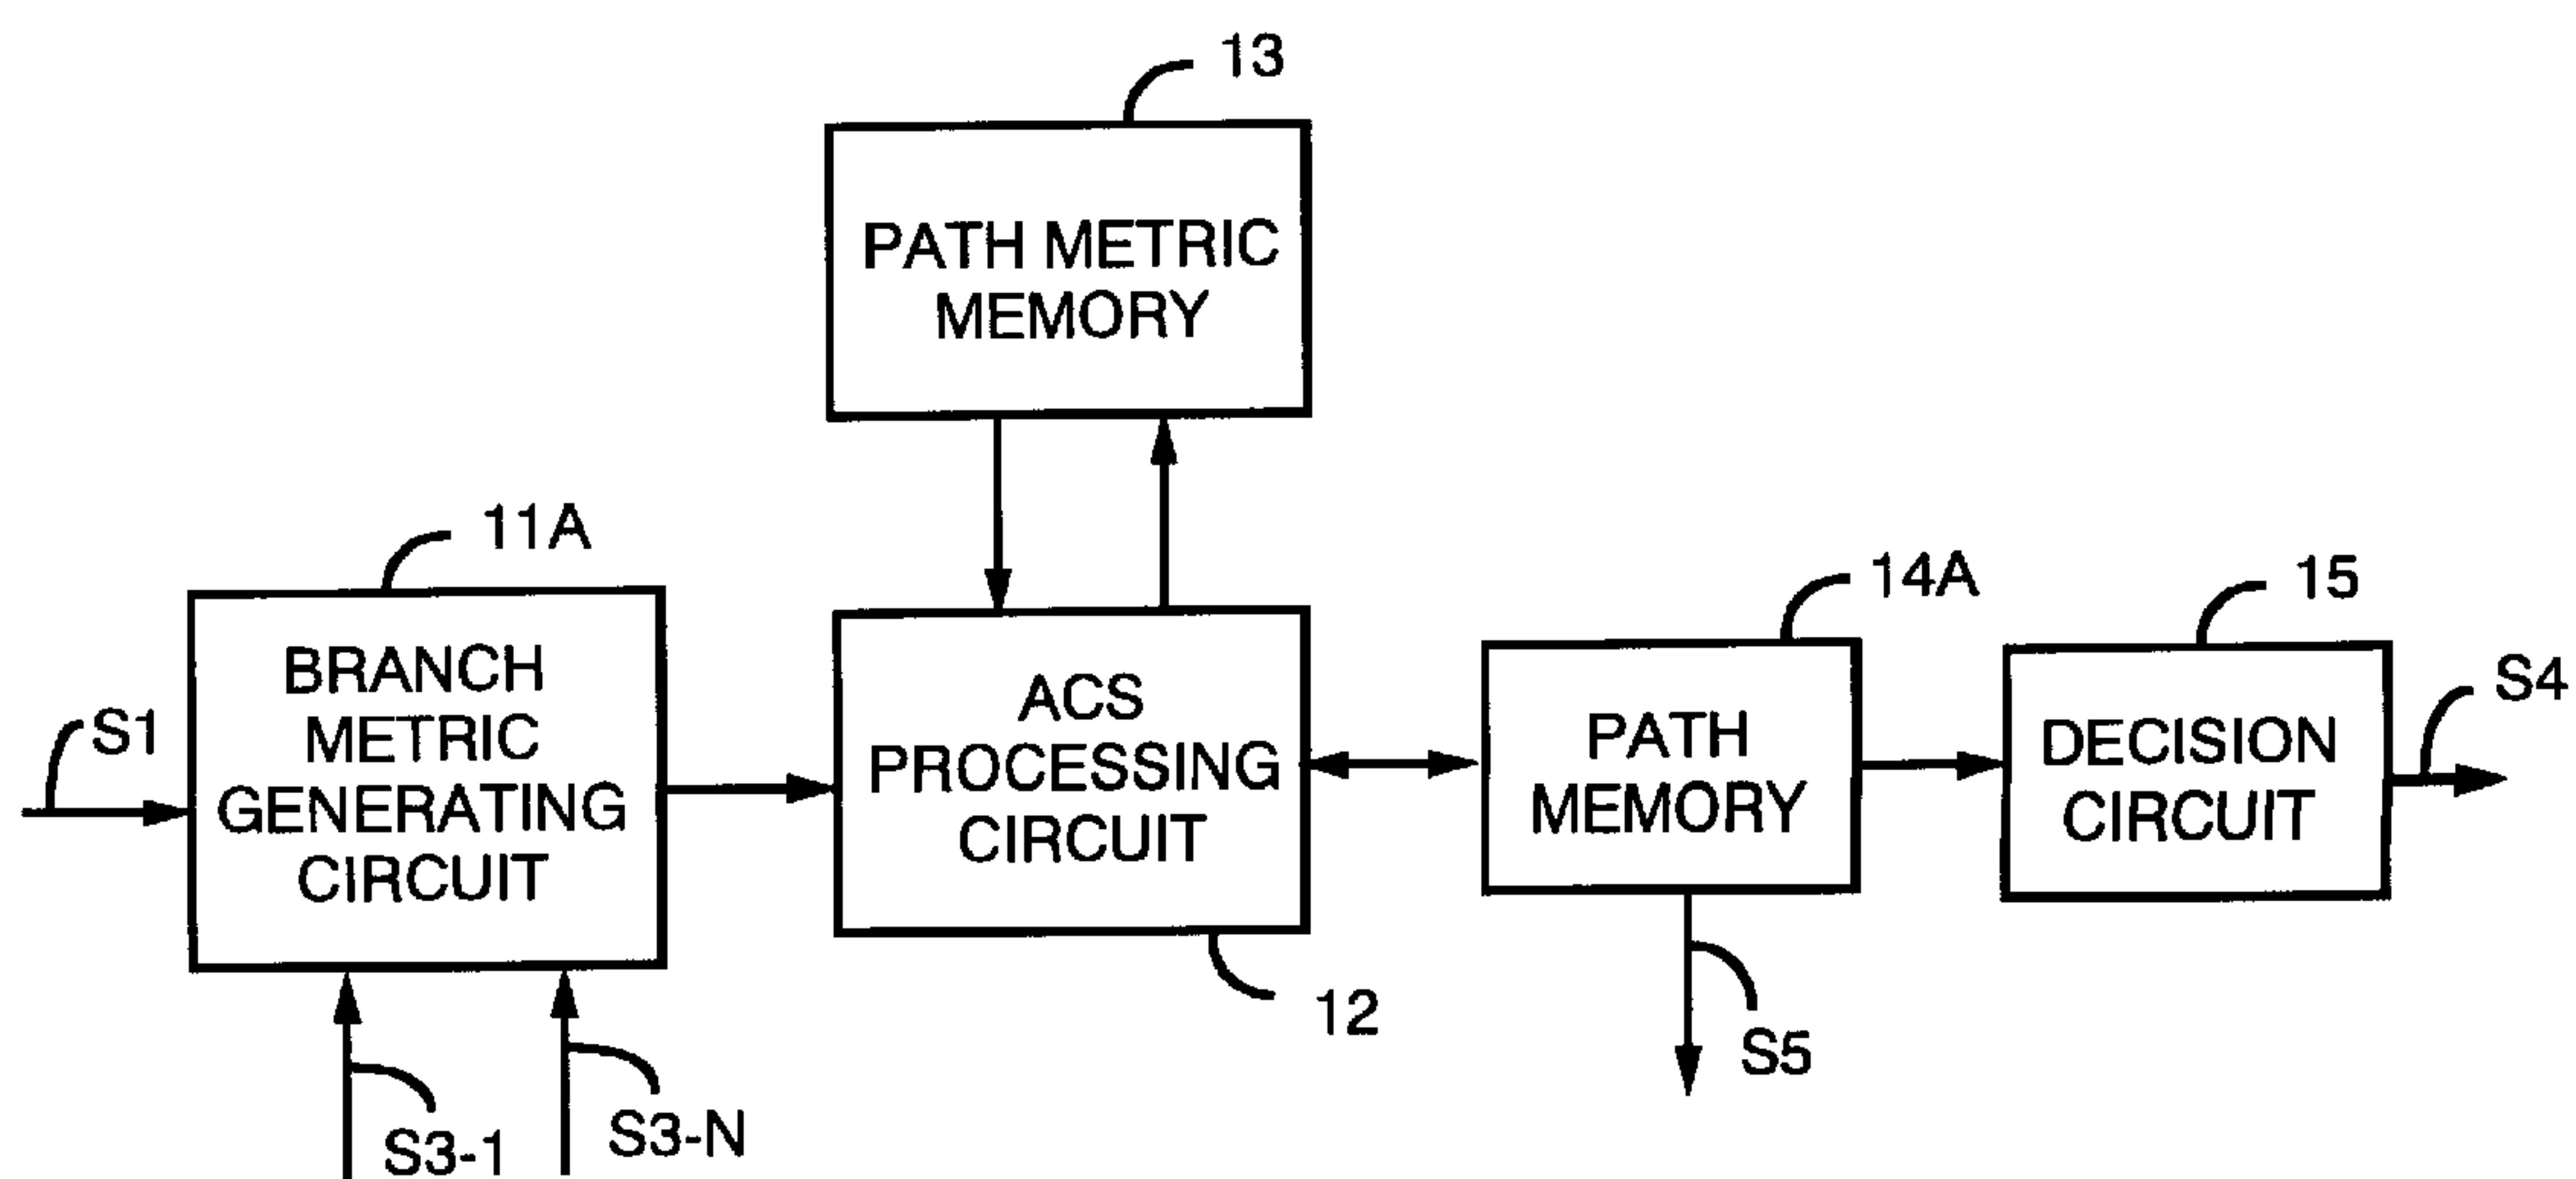 13
PATH METRIC
MEMORY
11A
BRANCH
METRIC
GENERATING
CIRCUIT
S1
S3-1
S3-N
ACS
PROCESSING
CIRCUIT
12
14A
PATH
MEMORY
S5
15
DECISION
CIRCUIT
S4